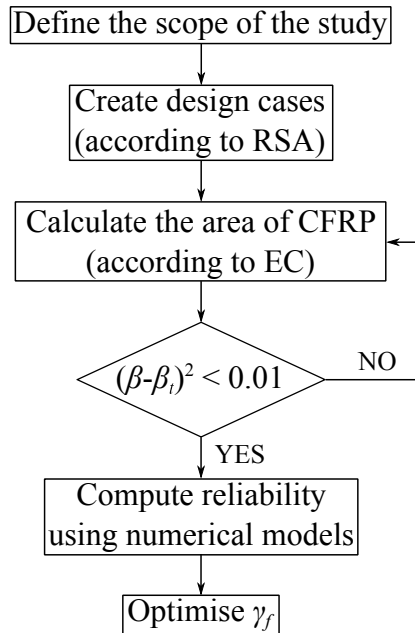 Define the scope of the study
Create design cases
(according to RSA)
Calculate the area of CFRP
(according to EC)
(β-βₜ)² < 0.01
NO
YES
Compute reliability
using numerical models
Optimise γ_f